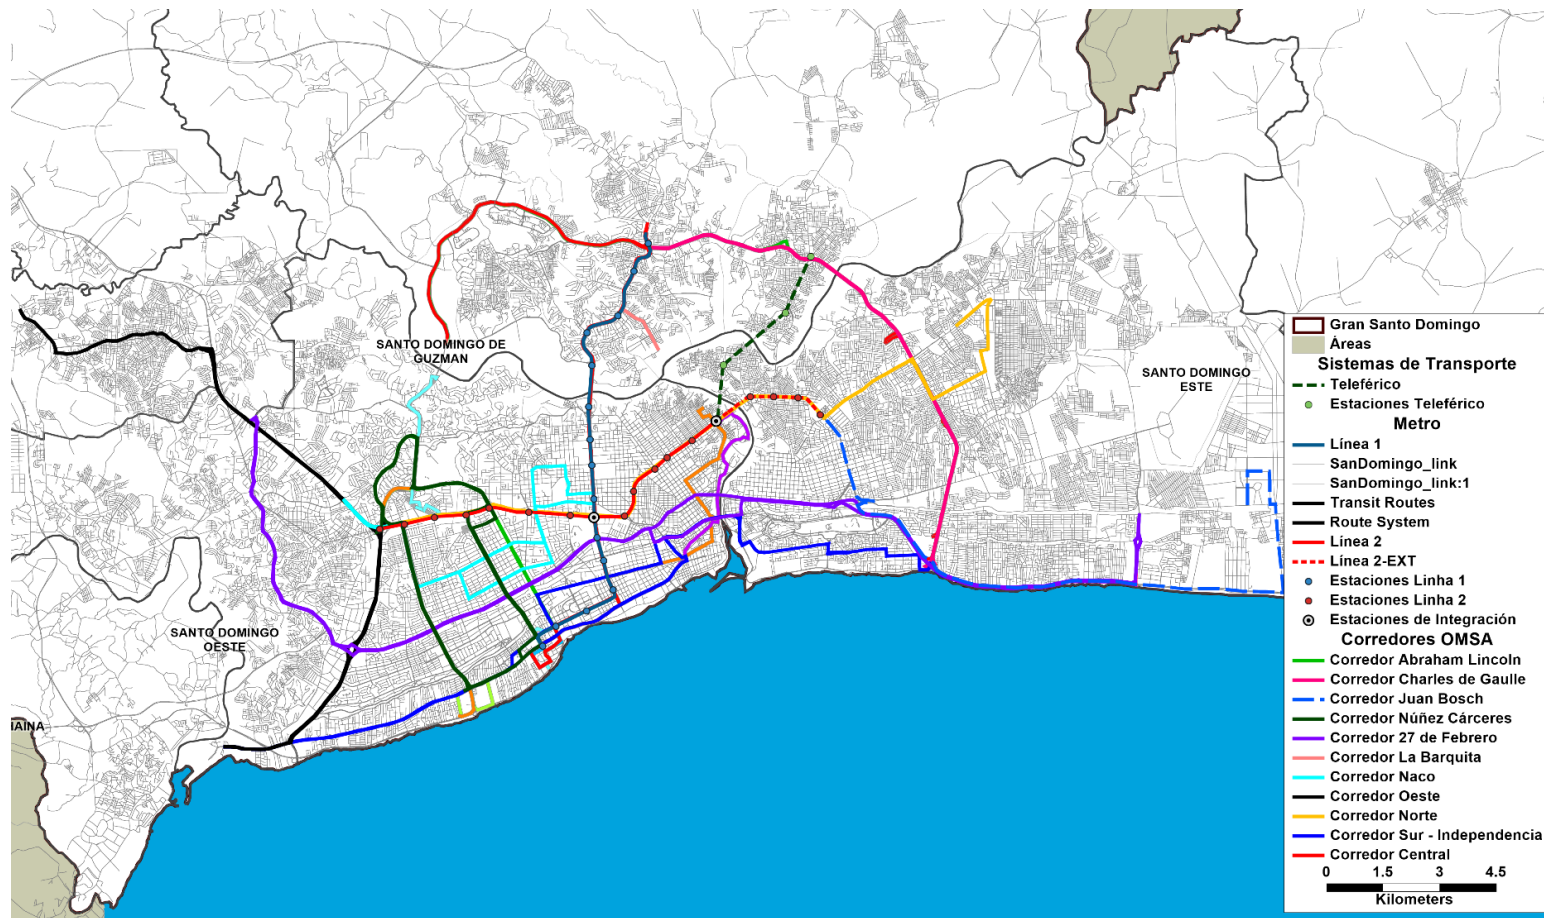 SANTO DOMINGO DE
GUZMAN
SANTO DOMINGO
ESTE
SANTO DOMINGO
OESTE
HAINA
Gran Santo Domingo
Áreas
Sistemas de Transporte
Teleférico
Estaciones Teleférico
Metro
Línea 1
SanDomingo_link
SanDomingo_link:1
Transit Routes
Route System
Línea 2
Línea 2-EXT
Estaciones Linha 1
Estaciones Linha 2
Estaciones de Integración
Corredores OMSA
Corredor Abraham Lincoln
Corredor Charles de Gaulle
Corredor Juan Bosch
Corredor Núñez Cárceres
Corredor 27 de Febrero
Corredor La Barquita
Corredor Naco
Corredor Oeste
Corredor Norte
Corredor Sur - Independencia
Corredor Central
0 1.5 3 4.5
Kilometers